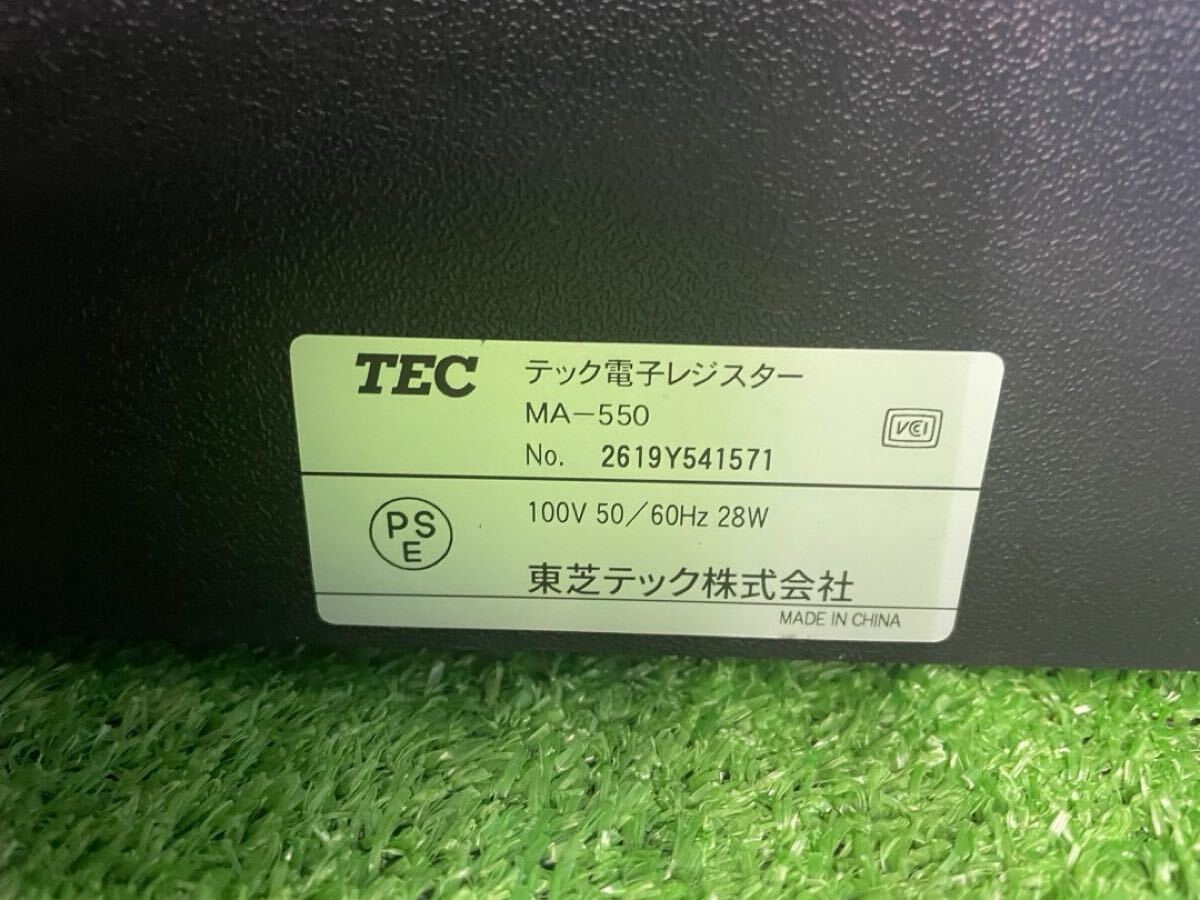 TEC
テック電子レジスター
MA-550
No. 2619Y541571
VCI
PS
E
100V 50/60Hz 28W
東芝テック株式会社
MADE IN CHINA